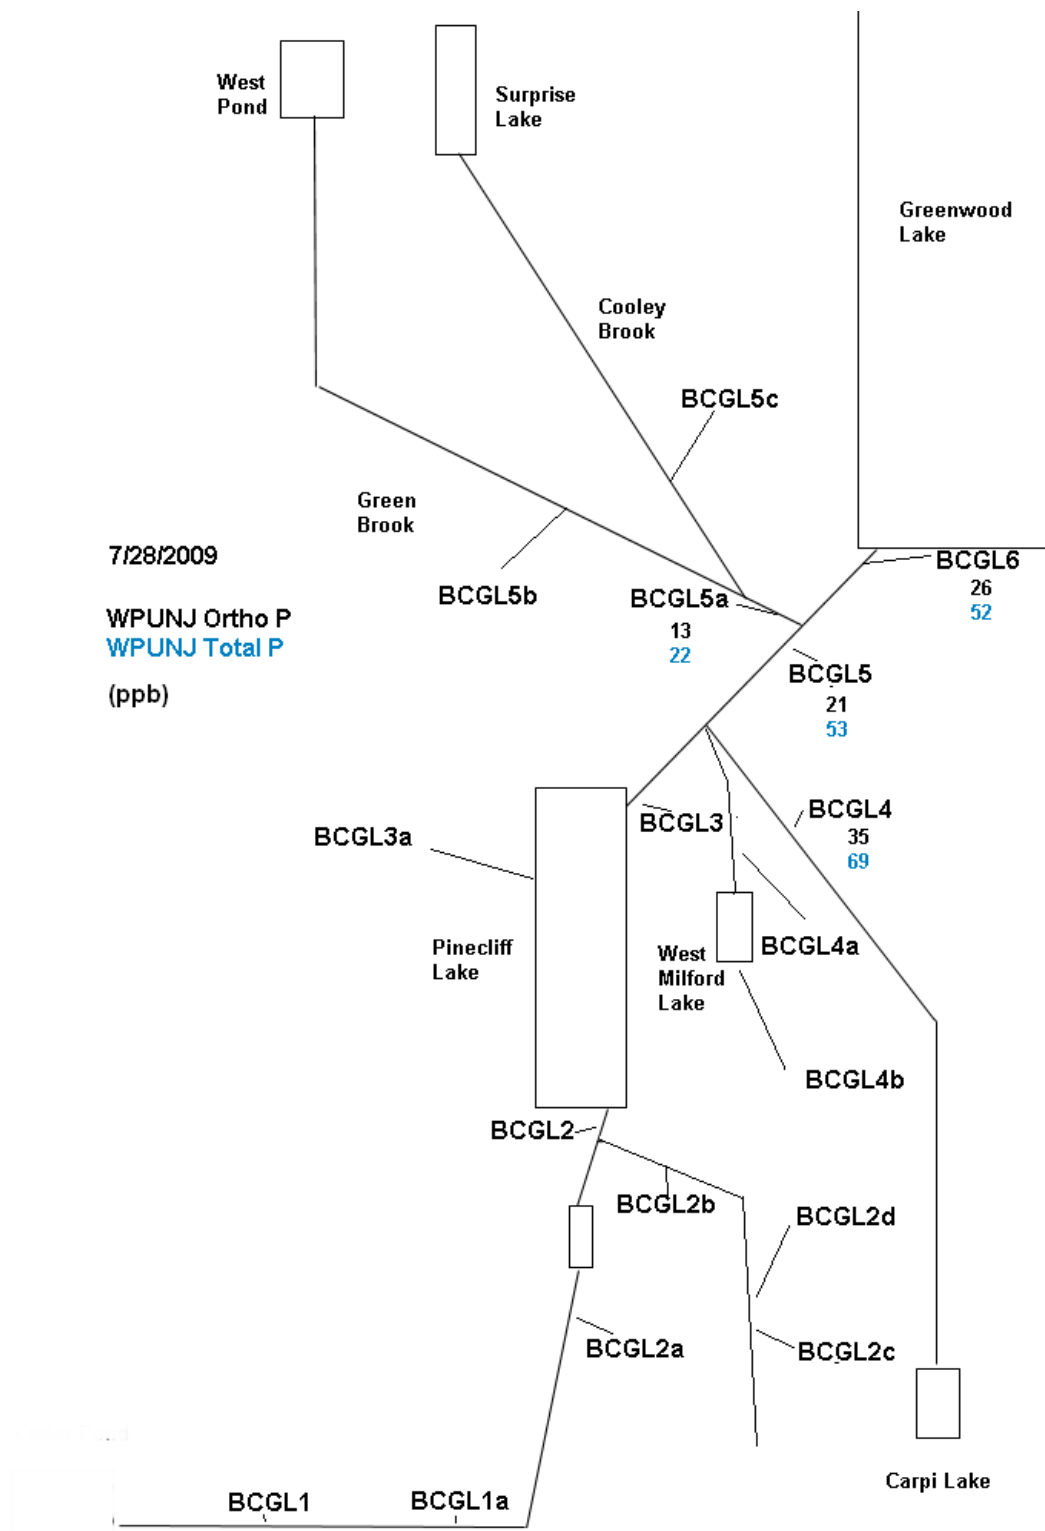 West
Pond
Surprise
Lake
Greenwood
Lake
Cooley
Brook
BCGL5c
Green
Brook
7/28/2009
BCGL6
26
52
BCGL5b
BCGL5a
13
22
WPUNJ Ortho P
WPUNJ Total P
(ppb)
BCGL5
21
53
BCGL3a
BCGL3
BCGL4
35
69
Pinecliff
Lake
West
Milford
Lake
BCGL4a
BCGL4b
BCGL2
BCGL2b
BCGL2d
BCGL2a
BCGL2c
Carpi Lake
BCGL1
BCGL1a